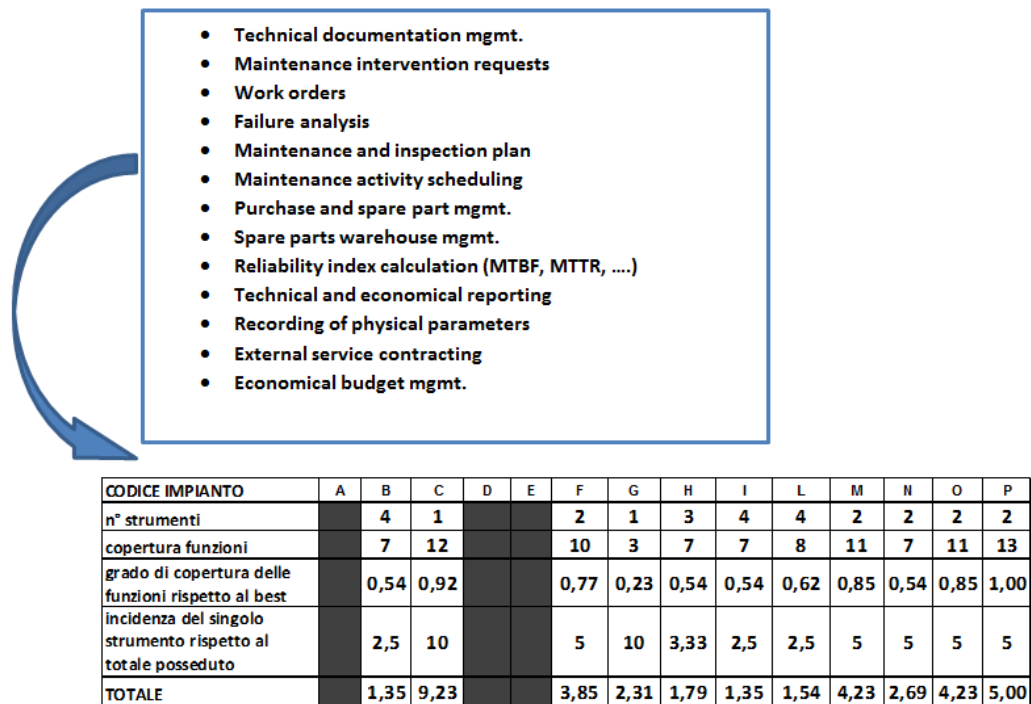 Technical documentation mgmt.
Maintenance intervention requests
Work orders
Failure analysis
Maintenance and inspection plan
Maintenance activity scheduling
Purchase and spare part mgmt.
Spare parts warehouse mgmt.
Reliability index calculation (MTBF, MTTR, ....)
Technical and economical reporting
Recording of physical parameters
External service contracting
Economical budget mgmt.
CODICE IMPIANTO A B C D E F G H I L M N O P
n° strumenti 4 1 2 1 3 4 4 2 2 2 2
copertura funzioni 7 12 10 3 7 7 8 11 7 11 13
grado di copertura delle
funzioni rispetto al best 0,54 0,92 0,77 0,23 0,54 0,54 0,62 0,85 0,54 0,85 1,00
incidenza del singolo
strumento rispetto al 2,5 10 5 10 3,33 2,5 2,5 5 5 5 5
totale posseduto
TOTALE 1,35 9,23 3,85 2,31 1,79 1,35 1,54 4,23 2,69 4,23 5,00